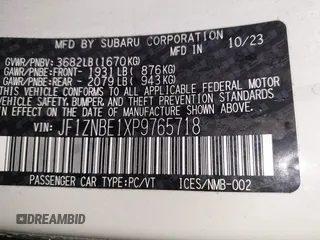 MFD BY SUBARU CORPORATION 10/23
GVWR/PNBV: 3682LB(1670KG)
GAWR/PNBE:FRONT- 1931LB( 876KG)
GAWR/PNBE:REAR - 2079LB( 943KG)
THIS VEHICLE CONFORMS TO ALL APPLICABLE FEDERAL MOTOR
VEHICLE SAFETY, BUMPER, AND THEFT PREVENTION STANDARDS
IN EFFECT ON THE DATE OF MANUFACTURE SHOWN ABOVE.
VIN: JF1ZNBE1XP9765718
PASSENGER CAR TYPE:PC/VT ICES/NMB-002
DREAMBID